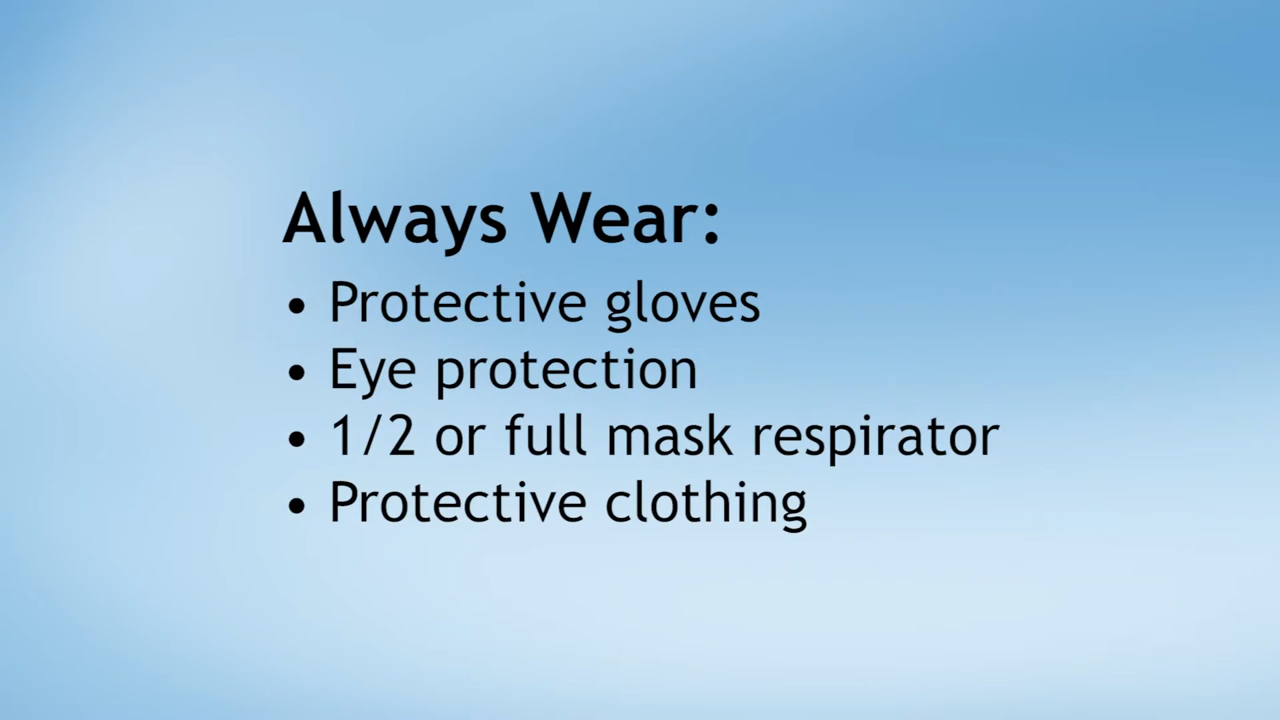 Always Wear:
• Protective gloves
• Eye protection
• 1/2 or full mask respirator
• Protective clothing